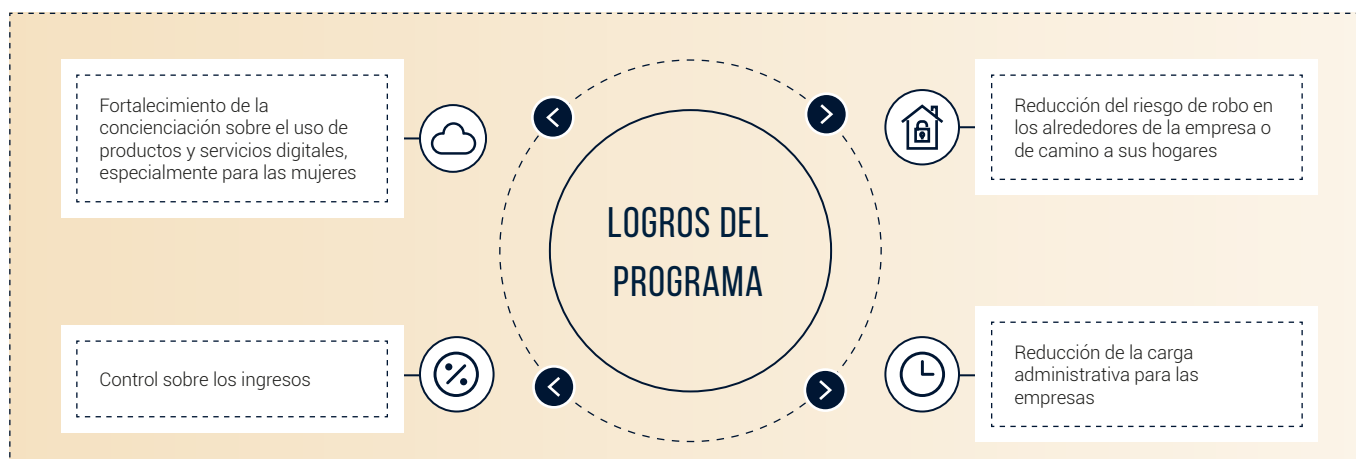 Fortalecimiento de la
concienciación sobre el uso de
productos y servicios digitales,
especialmente para las mujeres
Reducción del riesgo de robo en
los alrededores de la empresa o
de camino a sus hogares
LOGROS DEL
PROGRAMA
Control sobre los ingresos
Reducción de la carga
administrativa para las
empresas